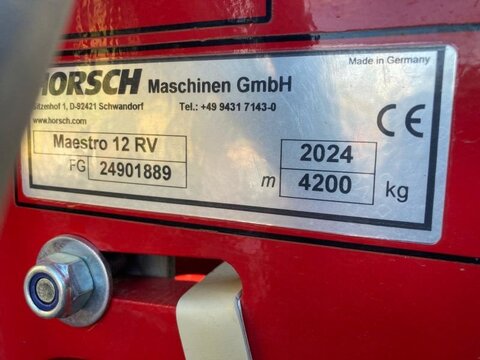 Made in Germany
HORSCH Maschinen GmbH
Sitzenhof 1, D-92421 Schwandorf Tel.: +49 9431 7143-0
www.horsch.com
CE
Maestro 12 RV 2024
FG 24901889 m 4200 kg